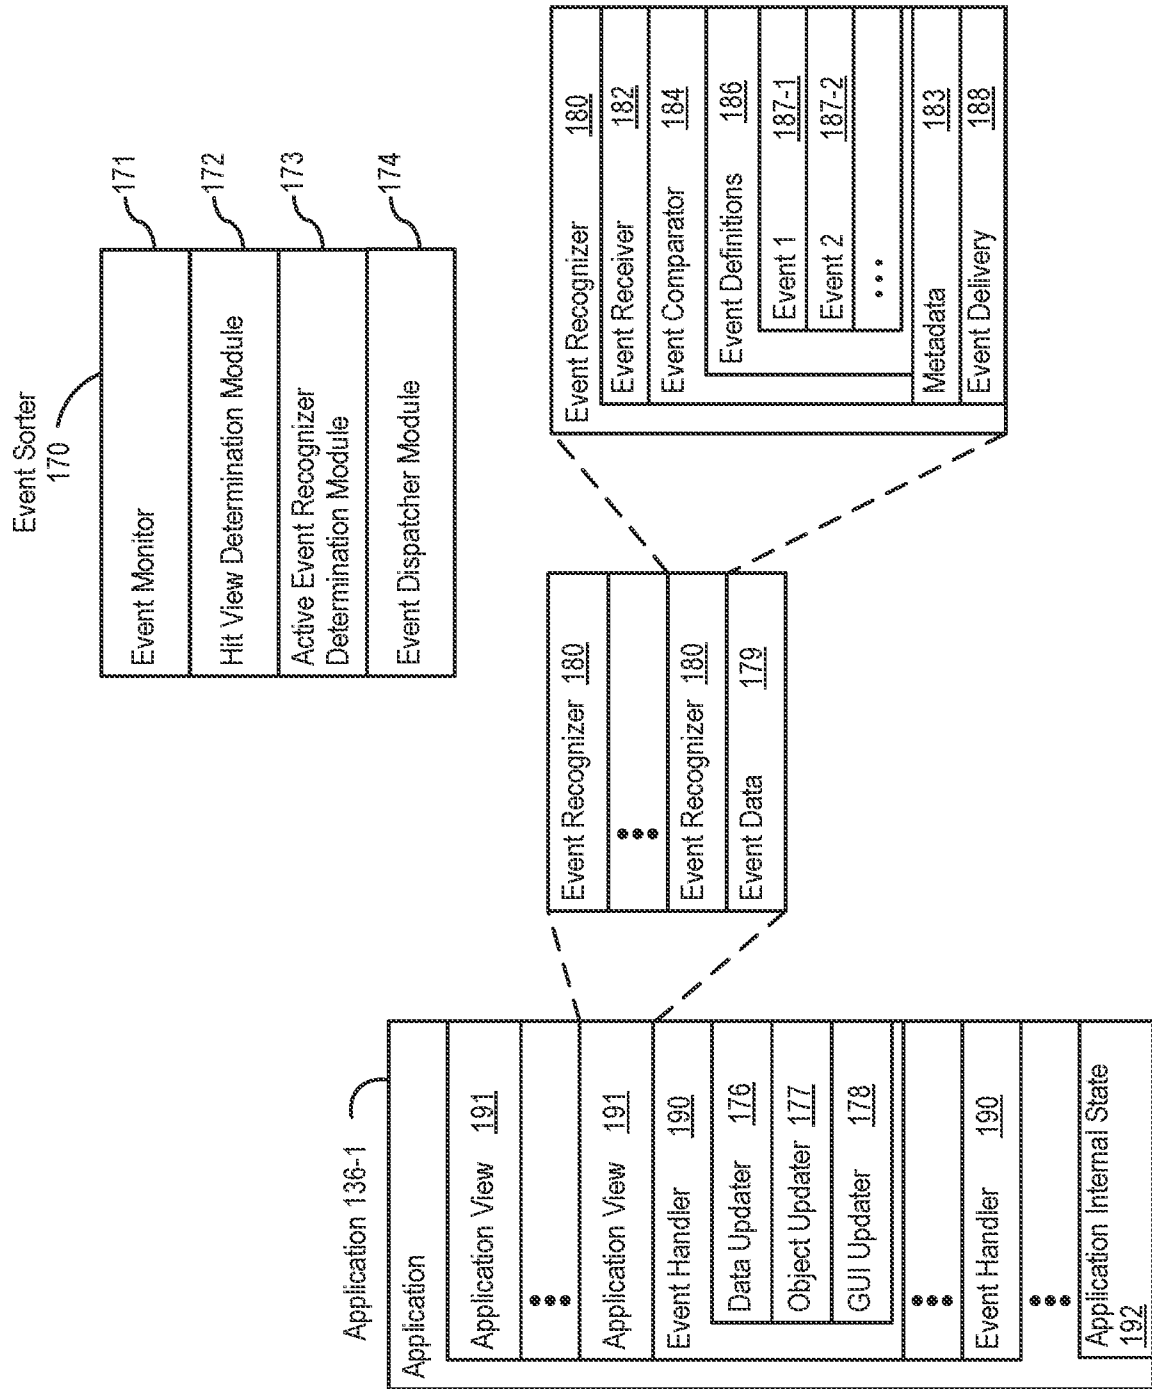 Event Sorter
170
Event Monitor
171
Hit View Determination Module
172
Active Event Recognizer
Determination Module
173
Event Dispatcher Module
174
Application 136-1
Application
Application View 191
•••
Application View 191
Event Handler 190
Data Updater 176
Object Updater 177
GUI Updater 178
•••
Event Handler 190
•••
Application Internal State
192
Event Recognizer 180
•••
Event Recognizer 180
Event Data 179
Event Recognizer 180
Event Receiver 182
Event Comparator 184
Event Definitions 186
Event 1 187-1
Event 2 187-2
•••
Metadata 183
Event Delivery 188